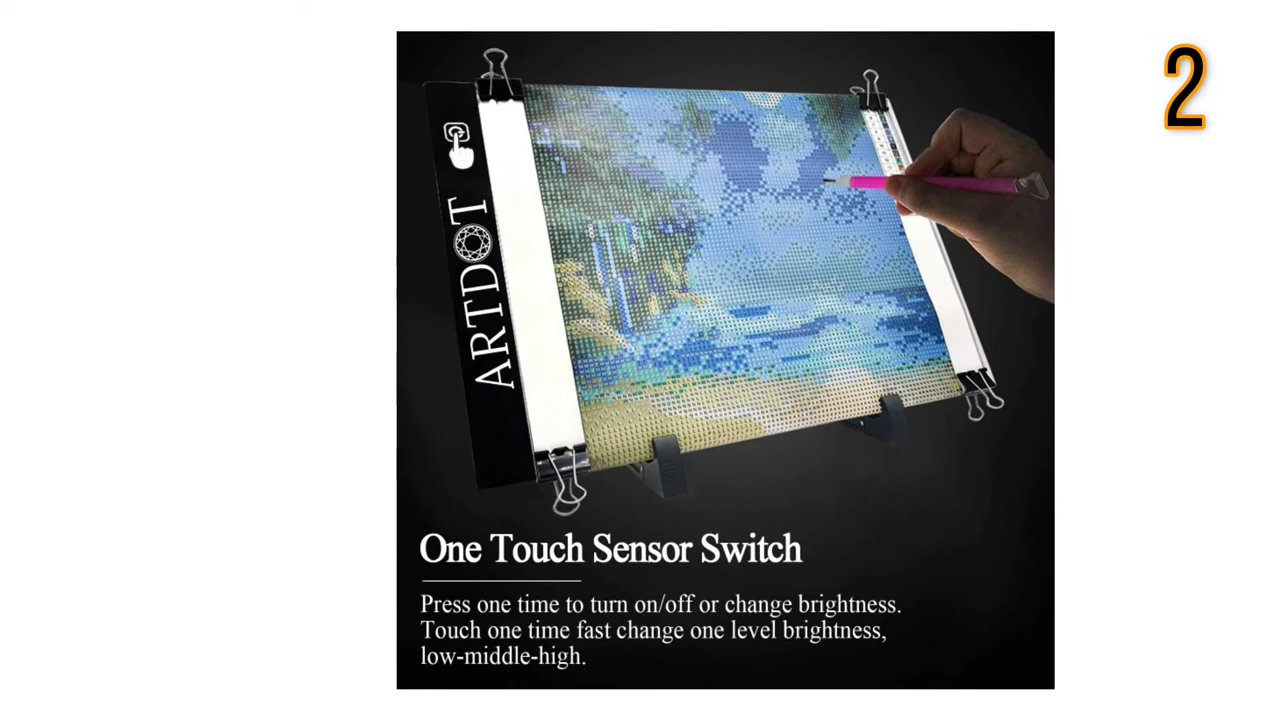 2
ARTDOT
One Touch Sensor Switch
Press one time to turn on/off or change brightness.
Touch one time fast change one level brightness,
low-middle-high.